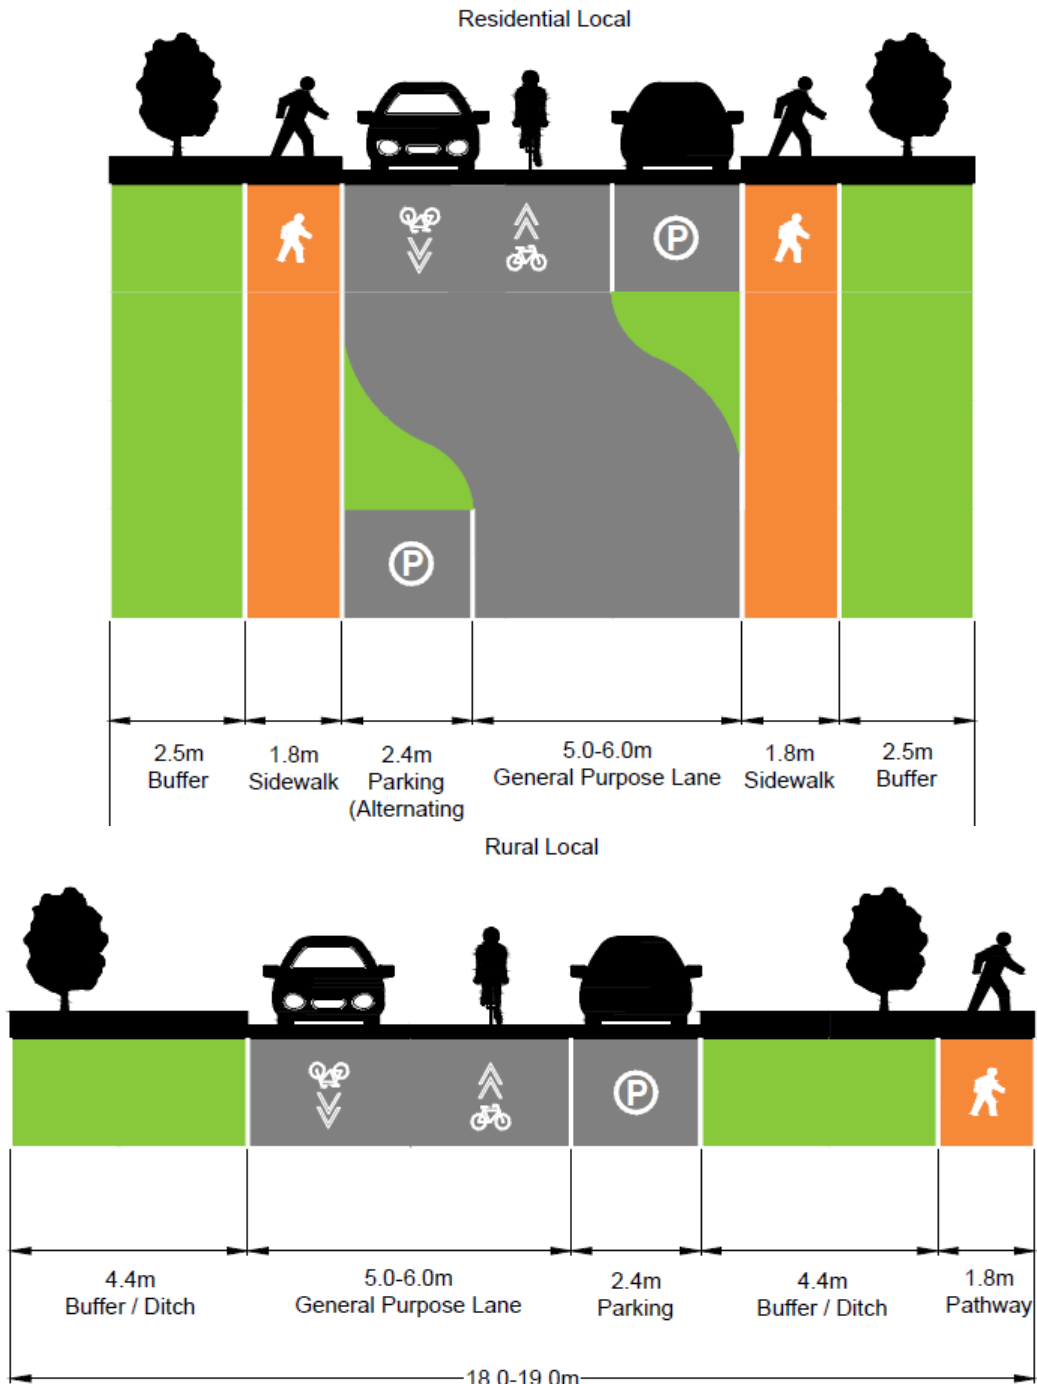 Residential Local
P
P
2.5m
Buffer
1.8m
Sidewalk
2.4m
Parking
(Alternating
5.0-6.0m
General Purpose Lane
1.8m
Sidewalk
2.5m
Buffer
Rural Local
P
4.4m
Buffer / Ditch
5.0-6.0m
General Purpose Lane
2.4m
Parking
4.4m
Buffer / Ditch
1.8m
Pathway
18.0-19.0m